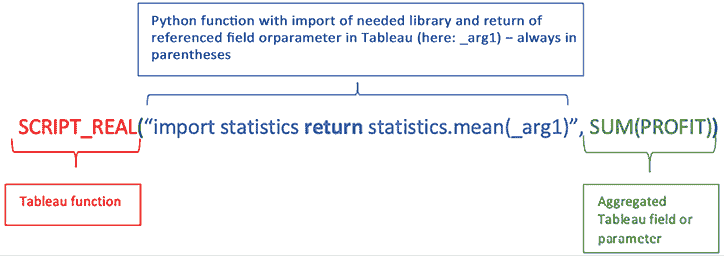 Python function with import of needed library and return of
referenced field orparameter in Tableau (here: _arg1) – always in
parentheses
SCRIPT_REAL(“import statistics return statistics.mean(_arg1)”, SUM(PROFIT))
Tableau function
Aggregated
Tableau field or
parameter